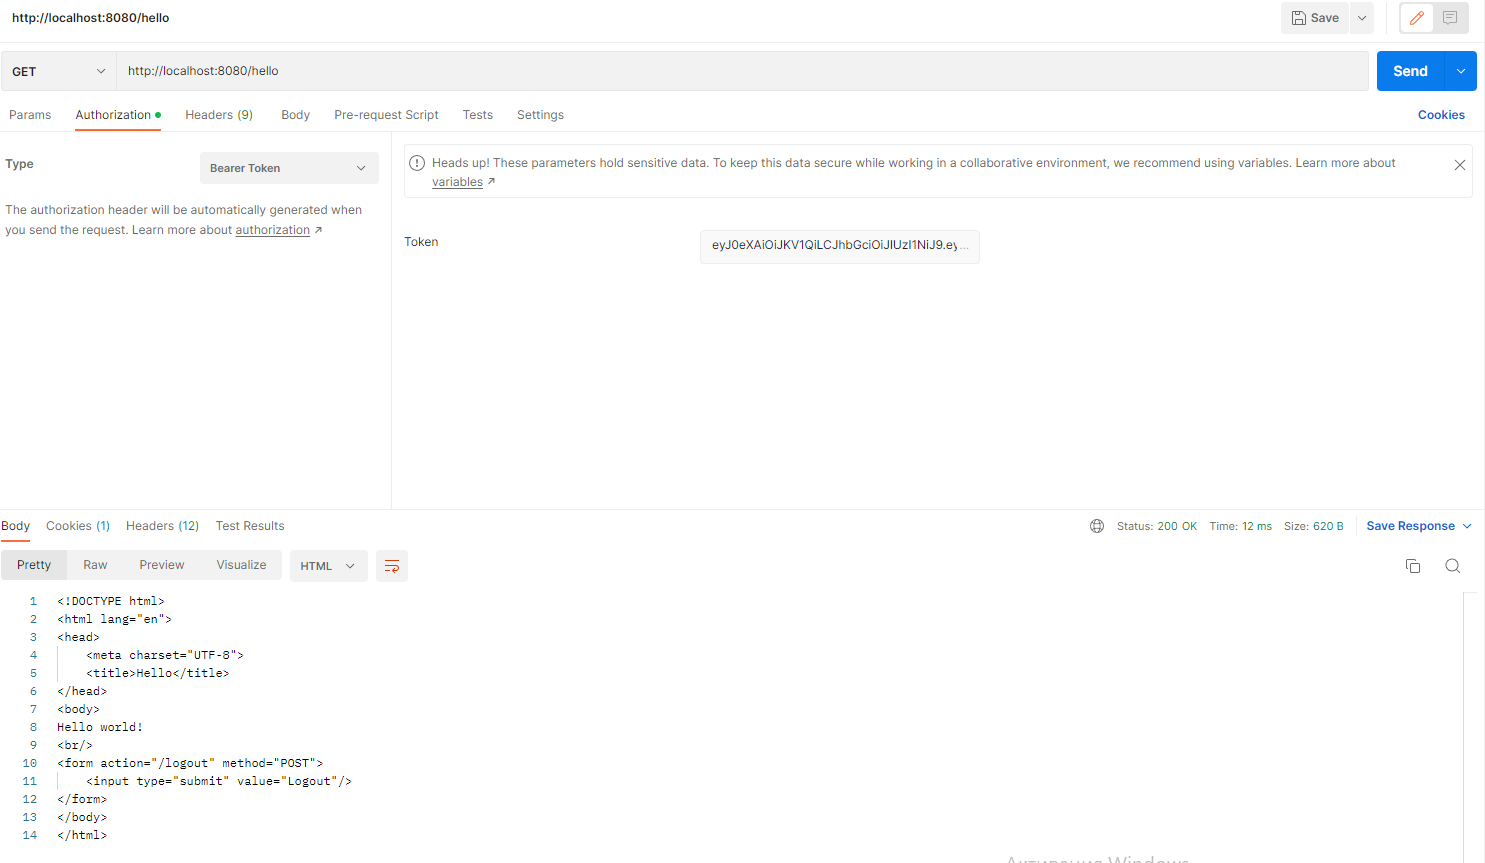 http://localhost:8080/hello
Save
GET
http://localhost:8080/hello
Send
Params Authorization Headers (9) Body Pre-request Script Tests Settings Cookies
Type
Bearer Token
The authorization header will be automatically generated when
you send the request. Learn more about authorization ↗
Heads up! These parameters hold sensitive data. To keep this data secure while working in a collaborative environment, we recommend using variables. Learn more about
variables ↗
Token
eyJ0eXAiOiJKV1QiLCJhbGciOiJIUzI1NiJ9.ey...
Body Cookies (1) Headers (12) Test Results
Status: 200 OK Time: 12 ms Size: 620 B Save Response
Pretty Raw Preview Visualize HTML
1 <!DOCTYPE html>
2 <html lang="en">
3 <head>
4     <meta charset="UTF-8">
5     <title>Hello</title>
6 </head>
7 <body>
8 Hello world!
9 <br/>
10 <form action="/logout" method="POST">
11     <input type="submit" value="Logout"/>
12 </form>
13 </body>
14 </html>
Активация Windows